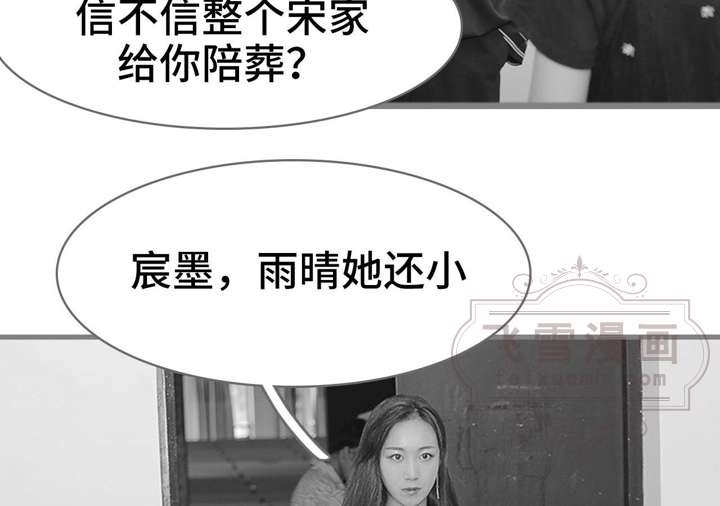 信不信整个宋家
给你陪葬？
宸墨，雨晴她还小
飞雪漫画